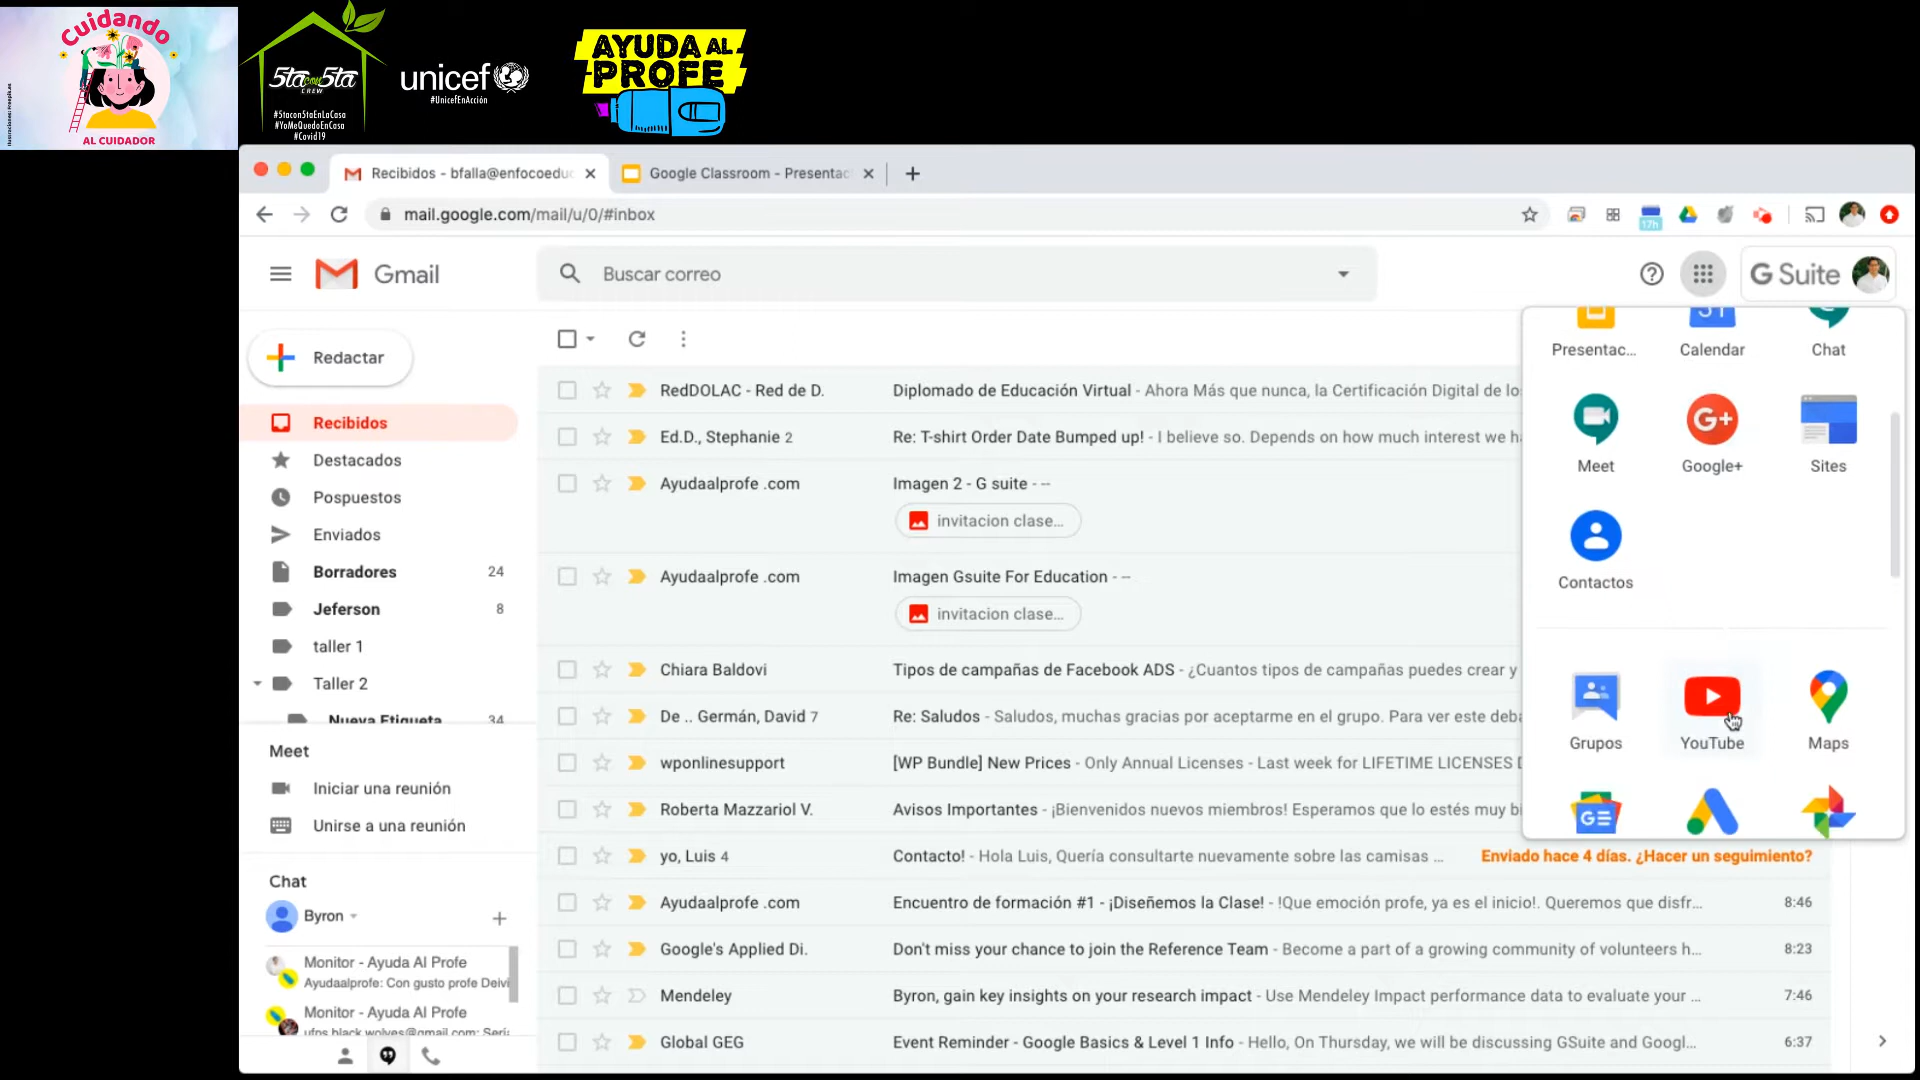 Cuidando
AL CUIDADOR
5ta con 5ta
CREW
#5tacon5taEnLaCasa
#YoMeQuedoEnCasa
#Covid19
unicef
#UnicefEnAcción
AYUDA AL
PROFE
Recibidos - bfalla@enfocoeduc
Google Classroom - Presentac
mail.google.com/mail/u/0/#inbox
17h
Gmail
Buscar correo
G Suite
Redactar
Recibidos
Destacados
Pospuestos
Enviados
Borradores 24
Jeferson 8
taller 1
Taller 2
Nueva Etiqueta 34
Meet
Iniciar una reunión
Unirse a una reunión
Chat
Byron
Monitor - Ayuda Al Profe
Ayudaalprofe: Con gusto profe Deivi
Monitor - Ayuda Al Profe
ufps.black.wolves@gmail.com: Seri
RedDOLAC - Red de D. Diplomado de Educación Virtual - Ahora Más que nunca, la Certificación Digital de los
Ed.D., Stephanie 2 Re: T-shirt Order Date Bumped up! - I believe so. Depends on how much interest we h
Ayudaalprofe .com Imagen 2 - G suite - --
invitacion clase...
Ayudaalprofe .com Imagen Gsuite For Education - --
invitacion clase...
Chiara Baldovi Tipos de campañas de Facebook ADS - ¿Cuantos tipos de campañas puedes crear y
De .. Germán, David 7 Re: Saludos - Saludos, muchas gracias por aceptarme en el grupo. Para ver este deba
wponlinesupport [WP Bundle] New Prices - Only Annual Licenses - Last week for LIFETIME LICENSES D
Roberta Mazzariol V. Avisos Importantes - ¡Bienvenidos nuevos miembros! Esperamos que lo estés muy bi
yo, Luis 4 Contacto! - Hola Luis, Quería consultarte nuevamente sobre las camisas ... Enviado hace 4 días. ¿Hacer un seguimiento?
Ayudaalprofe .com Encuentro de formación #1 - ¡Diseñemos la Clase! - !Que emoción profe, ya es el inicio!. Queremos que disfr... 8:46
Google's Applied Di. Don't miss your chance to join the Reference Team - Become a part of a growing community of volunteers h... 8:23
Mendeley Byron, gain key insights on your research impact - Use Mendeley Impact performance data to evaluate your ... 7:46
Global GEG Event Reminder - Google Basics & Level 1 Info - Hello, On Thursday, we will be discussing GSuite and Googl... 6:37
Presentac... Calendar Chat
Meet Google+ Sites
Contactos
Grupos YouTube Maps